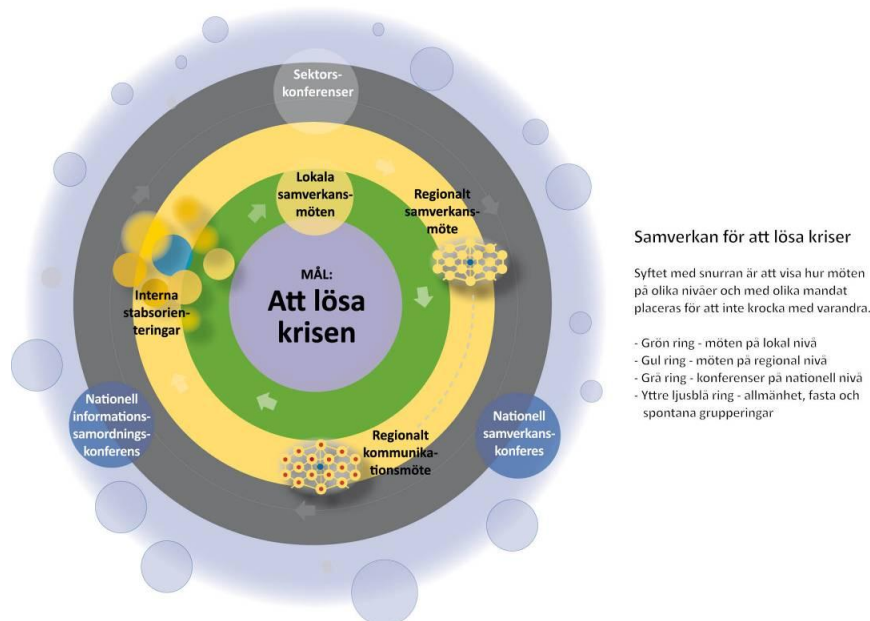 Sektors-
konferenser
Lokala
samverkans-
möten
Regionalt
samverkans-
möte
MÅL:
Att lösa
krisen
Interna
stabsorien-
teringar
Nationell
informations-
samordnings-
konferens
Regionalt
kommunika-
tionsmöte
Nationell
samverkans-
konferes
Samverkan för att lösa kriser
Syftet med snurran är att visa hur möten
på olika nivåer och med olika mandat
placeras för att inte krocka med varandra.
- Grön ring - möten på lokal nivå
- Gul ring - möten på regional nivå
- Grå ring - konferenser på nationell nivå
- Yttre ljusblå ring - allmänhet, fasta och
spontana grupperingar